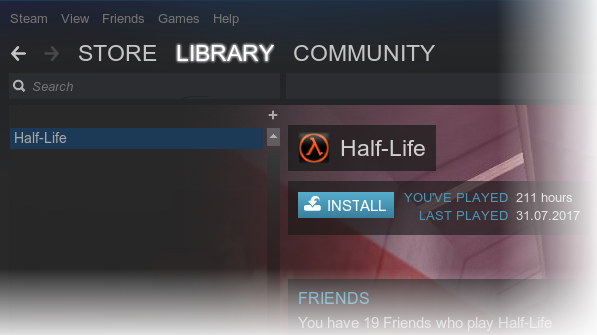 Steam View Friends Games Help
STORE LIBRARY COMMUNITY
Search
+
Half-Life
Half-Life
INSTALL
YOU'VE PLAYED 211 hours
LAST PLAYED 31.07.2017
FRIENDS
You have 19 Friends who play Half-Life